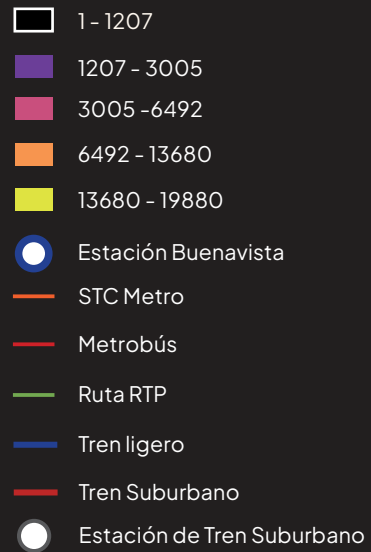 1 - 1207
1207 - 3005
3005 -6492
6492 - 13680
13680 - 19880
Estación Buenavista
STC Metro
Metrobús
Ruta RTP
Tren ligero
Tren Suburbano
Estación de Tren Suburbano